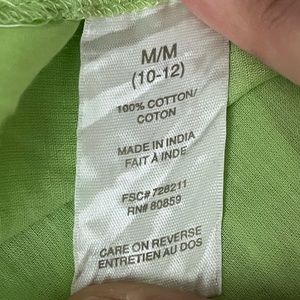 M/M
(10-12)
100% COTTON/
COTON
MADE IN INDIA
FAIT À INDE
FSC# 726211
RN# 80859
CARE ON REVERSE
ENTRETIEN AU DOS